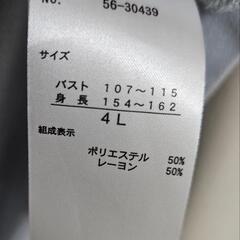 No. 56-30439
サイズ
バスト 107～115
身長 154～162
4L
組成表示
ポリエステル 50%
レーヨン 50%